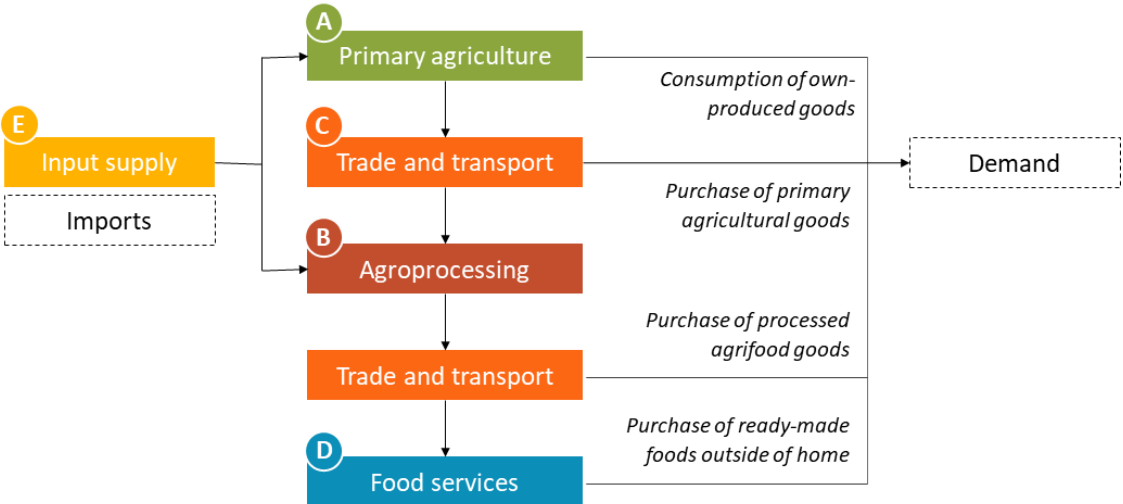 A
Primary agriculture
Consumption of own-
produced goods
E
Input supply
Imports
C
Trade and transport
Demand
Purchase of primary
agricultural goods
B
Agroprocessing
Purchase of processed
agrifood goods
Trade and transport
Purchase of ready-made
foods outside of home
D
Food services